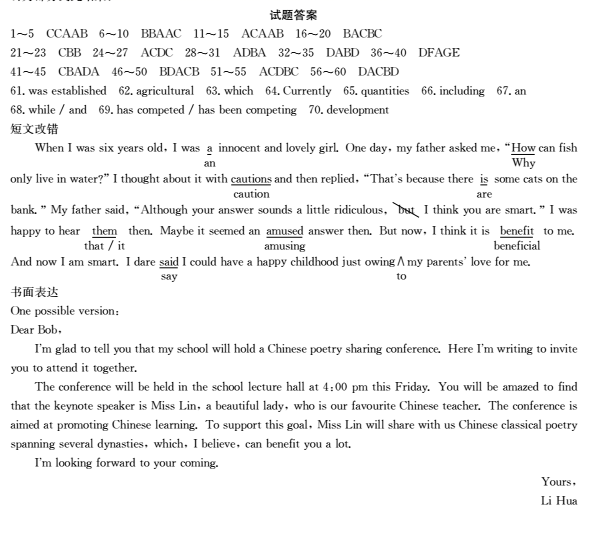 试题答案
1～5 CCAAB 6～10 BBAAC 11～15 ACAAB 16～20 BACBC
21～23 CBB 24～27 ACDC 28～31 ADBA 32～35 DABD 36～40 DFAGE
41～45 CBADA 46～50 BDACB 51～55 ACDBC 56～60 DACBD
61. was established 62. agricultural 63. which 64. Currently 65. quantities 66. including 67. an
68. while / and 69. has competed / has been competing 70. development
短文改错
When I was six years old, I was a innocent and lovely girl. One day, my father asked me, “How can fish
an Why
only live in water?” I thought about it with cautions and then replied, “That's because there is some cats on the
caution are
bank.” My father said, “Although your answer sounds a little ridiculous, but I think you are smart.” I was
happy to hear them then. Maybe it seemed an amused answer then. But now, I think it is benefit to me.
that / it amusing beneficial
And now I am smart. I dare said I could have a happy childhood just owing ∧ my parents' love for me.
say to
书面表达
One possible version:
Dear Bob,
I'm glad to tell you that my school will hold a Chinese poetry sharing conference. Here I'm writing to invite
you to attend it together.
The conference will be held in the school lecture hall at 4:00 pm this Friday. You will be amazed to find
that the keynote speaker is Miss Lin, a beautiful lady, who is our favourite Chinese teacher. The conference is
aimed at promoting Chinese learning. To support this goal, Miss Lin will share with us Chinese classical poetry
spanning several dynasties, which, I believe, can benefit you a lot.
I'm looking forward to your coming.
Yours,
Li Hua